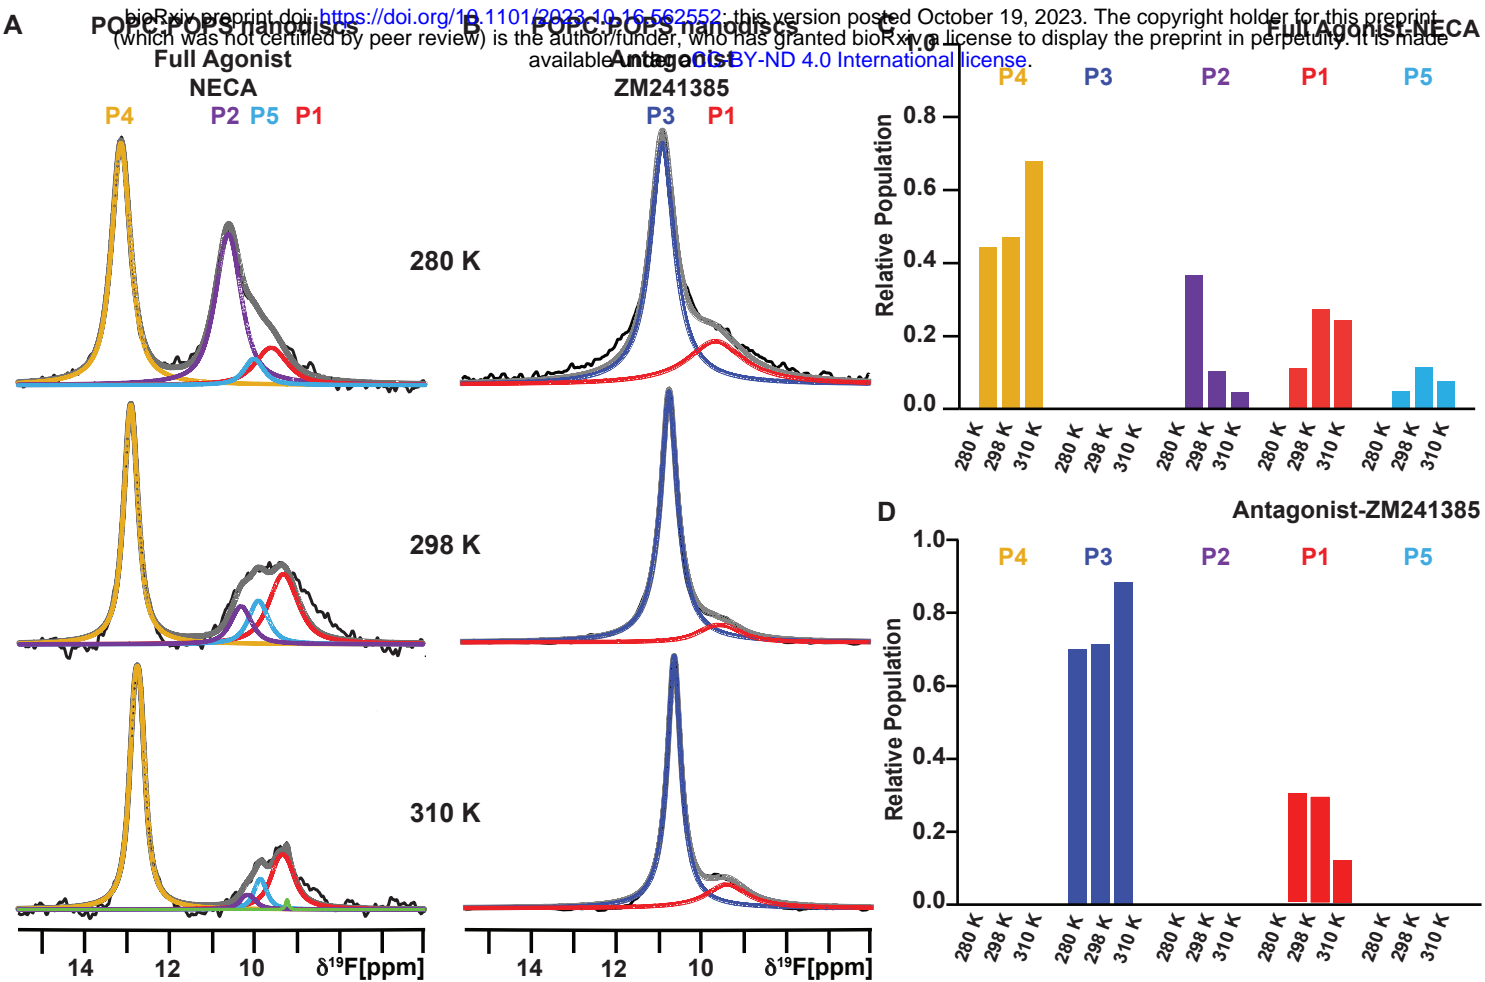 bioRxiv preprint doi: https://doi.org/10.1101/2023.10.16.562552; this version posted October 19, 2023. The copyright holder for this preprint
(which was not certified by peer review) is the author/funder, who has granted bioRxiv a license to display the preprint in perpetuity. It is made
available under aCC-BY-ND 4.0 International license.
A
POPC:POPS nanodiscs
Full Agonist
NECA
P4 P2 P5 P1
B
POPC:POPS nanodiscs
Antagonist
ZM241385
P3 P1
280 K
298 K
310 K
14 12 10 δ¹⁹F[ppm]
14 12 10 δ¹⁹F[ppm]
C
Full Agonist-NECA
P4 P3 P2 P1 P5
Relative Population
1.0
0.8
0.6
0.4
0.2
0.0
280 K 298 K 310 K 280 K 298 K 310 K 280 K 298 K 310 K 280 K 298 K 310 K 280 K 298 K 310 K
D
Antagonist-ZM241385
P4 P3 P2 P1 P5
Relative Population
1.0
0.8
0.6
0.4
0.2
0.0
280 K 298 K 310 K 280 K 298 K 310 K 280 K 298 K 310 K 280 K 298 K 310 K 280 K 298 K 310 K